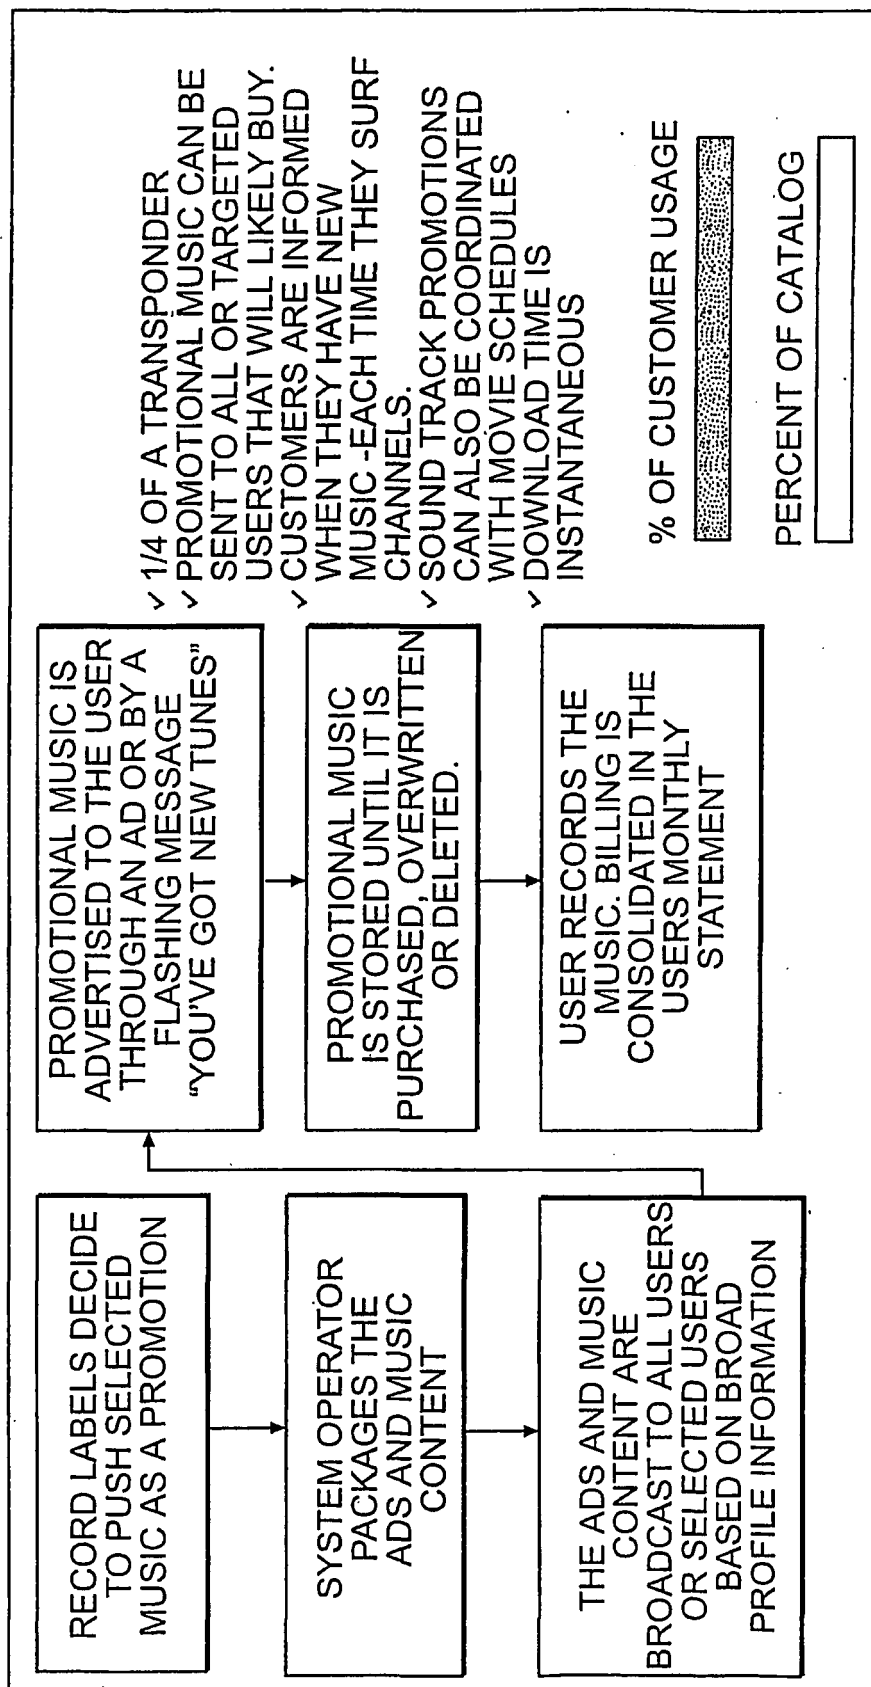 RECORD LABELS DECIDE
TO PUSH SELECTED
MUSIC AS A PROMOTION
SYSTEM OPERATOR
PACKAGES THE
ADS AND MUSIC
CONTENT
THE ADS AND MUSIC
CONTENT ARE
BROADCAST TO ALL USERS
OR SELECTED USERS
BASED ON BROAD
PROFILE INFORMATION
PROMOTIONAL MUSIC IS
ADVERTISED TO THE USER
THROUGH AN AD OR BY A
FLASHING MESSAGE
“YOU'VE GOT NEW TUNES”
PROMOTIONAL MUSIC
IS STORED UNTIL IT IS
PURCHASED, OVERWRITTEN
OR DELETED.
USER RECORDS THE
MUSIC. BILLING IS
CONSOLIDATED IN THE
USERS MONTHLY
STATEMENT
✓ 1/4 OF A TRANSPONDER
✓ PROMOTIONAL MUSIC CAN BE
SENT TO ALL OR TARGETED
USERS THAT WILL LIKELY BUY.
✓ CUSTOMERS ARE INFORMED
WHEN THEY HAVE NEW
MUSIC -EACH TIME THEY SURF
CHANNELS.
✓ SOUND TRACK PROMOTIONS
CAN ALSO BE COORDINATED
WITH MOVIE SCHEDULES
✓ DOWNLOAD TIME IS
INSTANTANEOUS
% OF CUSTOMER USAGE
PERCENT OF CATALOG